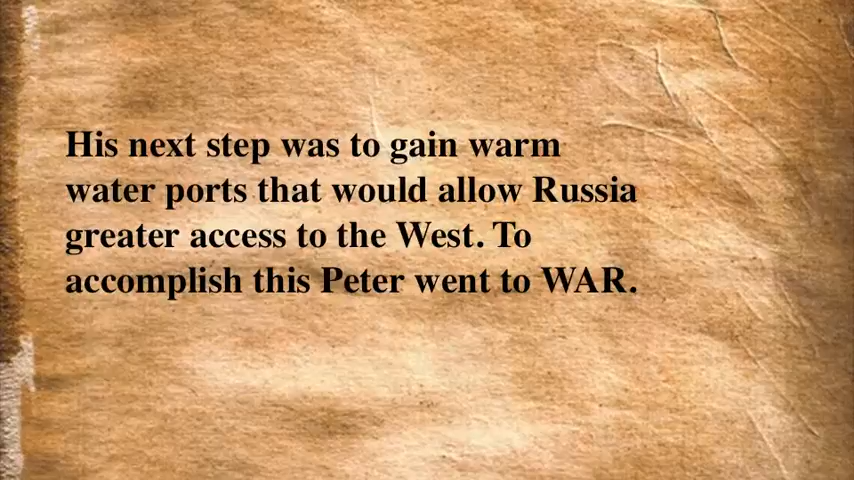 His next step was to gain warm
water ports that would allow Russia
greater access to the West. To
accomplish this Peter went to WAR.